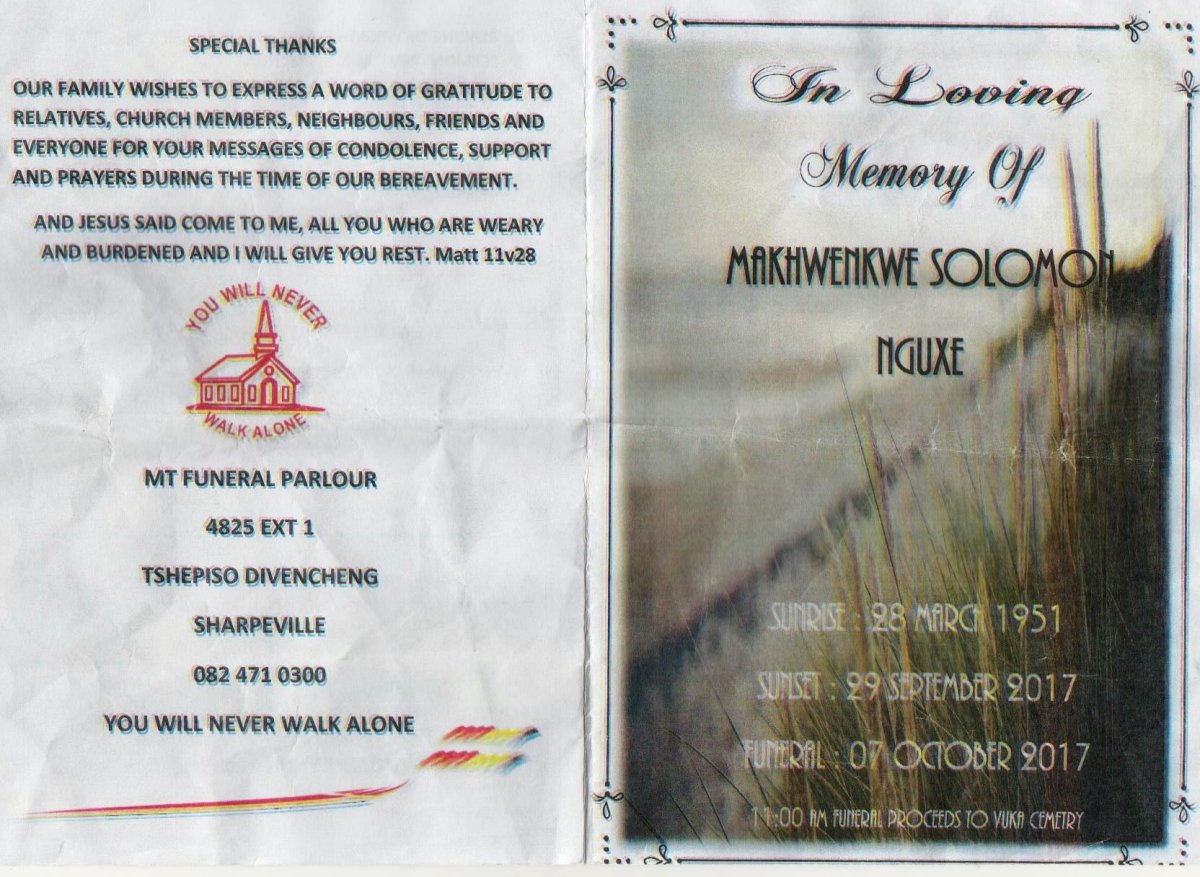 SPECIAL THANKS
OUR FAMILY WISHES TO EXPRESS A WORD OF GRATITUDE TO
RELATIVES, CHURCH MEMBERS, NEIGHBOURS, FRIENDS AND
EVERYONE FOR YOUR MESSAGES OF CONDOLENCE, SUPPORT
AND PRAYERS DURING THE TIME OF OUR BEREAVEMENT.
AND JESUS SAID COME TO ME, ALL YOU WHO ARE WEARY
AND BURDENED AND I WILL GIVE YOU REST. Matt 11v28
YOU WILL NEVER
WALK ALONE
MT FUNERAL PARLOUR
4825 EXT 1
TSHEPISO DIVENCHENG
SHARPEVILLE
082 471 0300
YOU WILL NEVER WALK ALONE
In Loving
Memory Of
MAKHWENKWE SOLOMON
NGUXE
SUNRISE : 28 MARCH 1951
SUNSET : 29 SEPTEMBER 2017
FUNERAL : 07 OCTOBER 2017
11:00 AM FUNERAL PROCEEDS TO VUKA CEMETRY